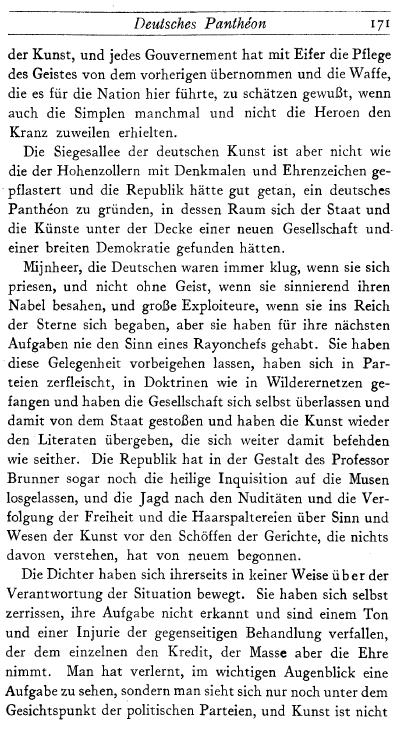 Deutsches Panthéon 171
der Kunst, und jedes Gouvernement hat mit Eifer die Pflege
des Geistes von dem vorherigen übernommen und die Waffe,
die es für die Nation hier führte, zu schätzen gewußt, wenn
auch die Simplen manchmal und nicht die Heroen den
Kranz zuweilen erhielten.
Die Siegesallee der deutschen Kunst ist aber nicht wie
die der Hohenzollern mit Denkmalen und Ehrenzeichen ge-
pflastert und die Republik hätte gut getan, ein deutsches
Panthéon zu gründen, in dessen Raum sich der Staat und
die Künste unter der Decke einer neuen Gesellschaft und
einer breiten Demokratie gefunden hätten.
Mijnheer, die Deutschen waren immer klug, wenn sie sich
priesen, und nicht ohne Geist, wenn sie sinnierend ihren
Nabel besahen, und große Exploiteure, wenn sie ins Reich
der Sterne sich begaben, aber sie haben für ihre nächsten
Aufgaben nie den Sinn eines Rayonchefs gehabt. Sie haben
diese Gelegenheit vorbeigehen lassen, haben sich in Par-
teien zerfleischt, in Doktrinen wie in Wilderernetzen ge-
fangen und haben die Gesellschaft sich selbst überlassen und
damit von dem Staat gestoßen und haben die Kunst wieder
den Literaten übergeben, die sich weiter damit befehden
wie seither. Die Republik hat in der Gestalt des Professor
Brunner sogar noch die heilige Inquisition auf die Musen
losgelassen, und die Jagd nach den Nuditäten und die Ver-
folgung der Freiheit und die Haarspaltereien über Sinn und
Wesen der Kunst vor den Schöffen der Gerichte, die nichts
davon verstehen, hat von neuem begonnen.
Die Dichter haben sich ihrerseits in keiner Weise über der
Verantwortung der Situation bewegt. Sie haben sich selbst
zerrissen, ihre Aufgabe nicht erkannt und sind einem Ton
und einer Injurie der gegenseitigen Behandlung verfallen,
der dem einzelnen den Kredit, der Masse aber die Ehre
nimmt. Man hat verlernt, im wichtigen Augenblick eine
Aufgabe zu sehen, sondern man sieht sich nur noch unter dem
Gesichtspunkt der politischen Parteien, und Kunst ist nicht